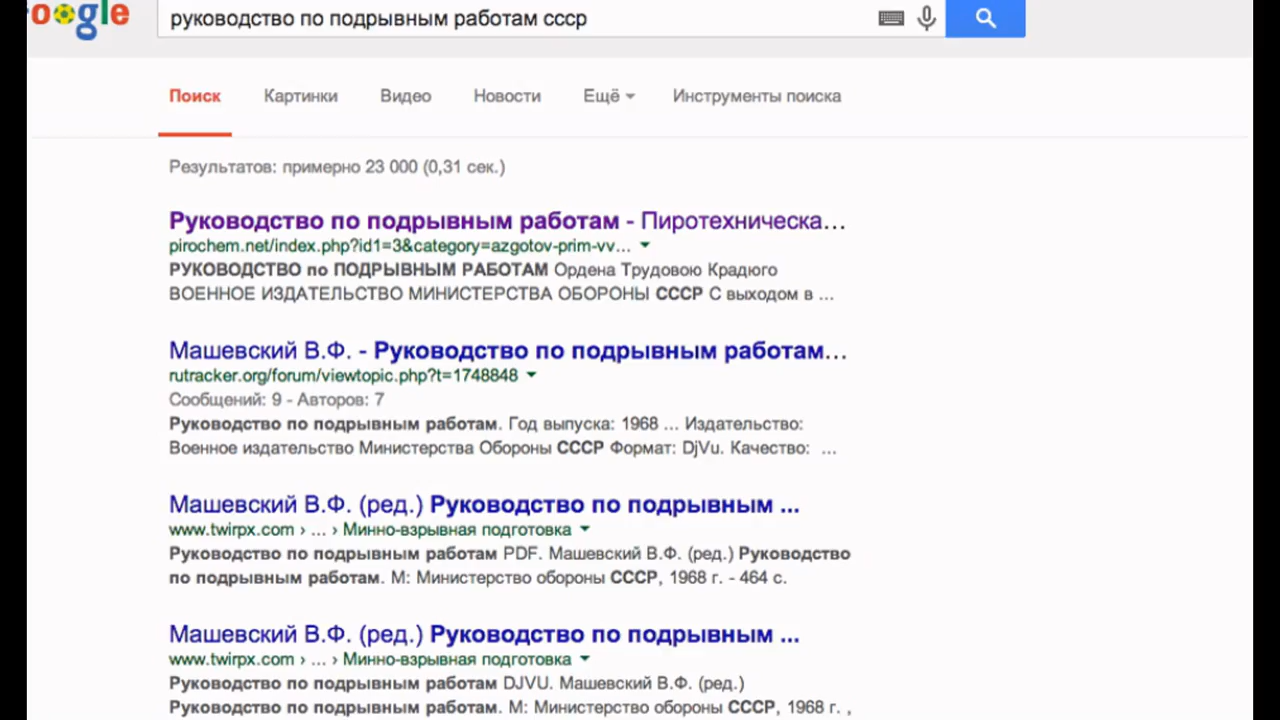 oogle руководство по подрывным работам ссср
Поиск Картинки Видео Новости Ещё Инструменты поиска
Результатов: примерно 23 000 (0,31 сек.)
Руководство по подрывным работам - Пиротехническа...
pirochem.net/index.php?id1=3&category=azgotov-prim-vv...
РУКОВОДСТВО по ПОДРЫВНЫМ РАБОТАМ Ордена Трудовою Крадюго
ВОЕННОЕ ИЗДАТЕЛЬСТВО МИНИСТЕРСТВА ОБОРОНЫ СССР С выходом в ...
Машевский В.Ф. - Руководство по подрывным работам...
rutracker.org/forum/viewtopic.php?t=1748848
Сообщений: 9 - Авторов: 7
Руководство по подрывным работам. Год выпуска: 1968 ... Издательство:
Военное издательство Министерства Обороны СССР Формат: DjVu. Качество: ...
Машевский В.Ф. (ред.) Руководство по подрывным ...
www.twirpx.com › ... › Минно-взрывная подготовка
Руководство по подрывным работам PDF. Машевский В.Ф. (ред.) Руководство
по подрывным работам. М: Министерство обороны СССР, 1968 г. - 464 с.
Машевский В.Ф. (ред.) Руководство по подрывным ...
www.twirpx.com › ... › Минно-взрывная подготовка
Руководство по подрывным работам DJVU. Машевский В.Ф. (ред.)
Руководство по подрывным работам. М: Министерство обороны СССР, 1968 г. ,